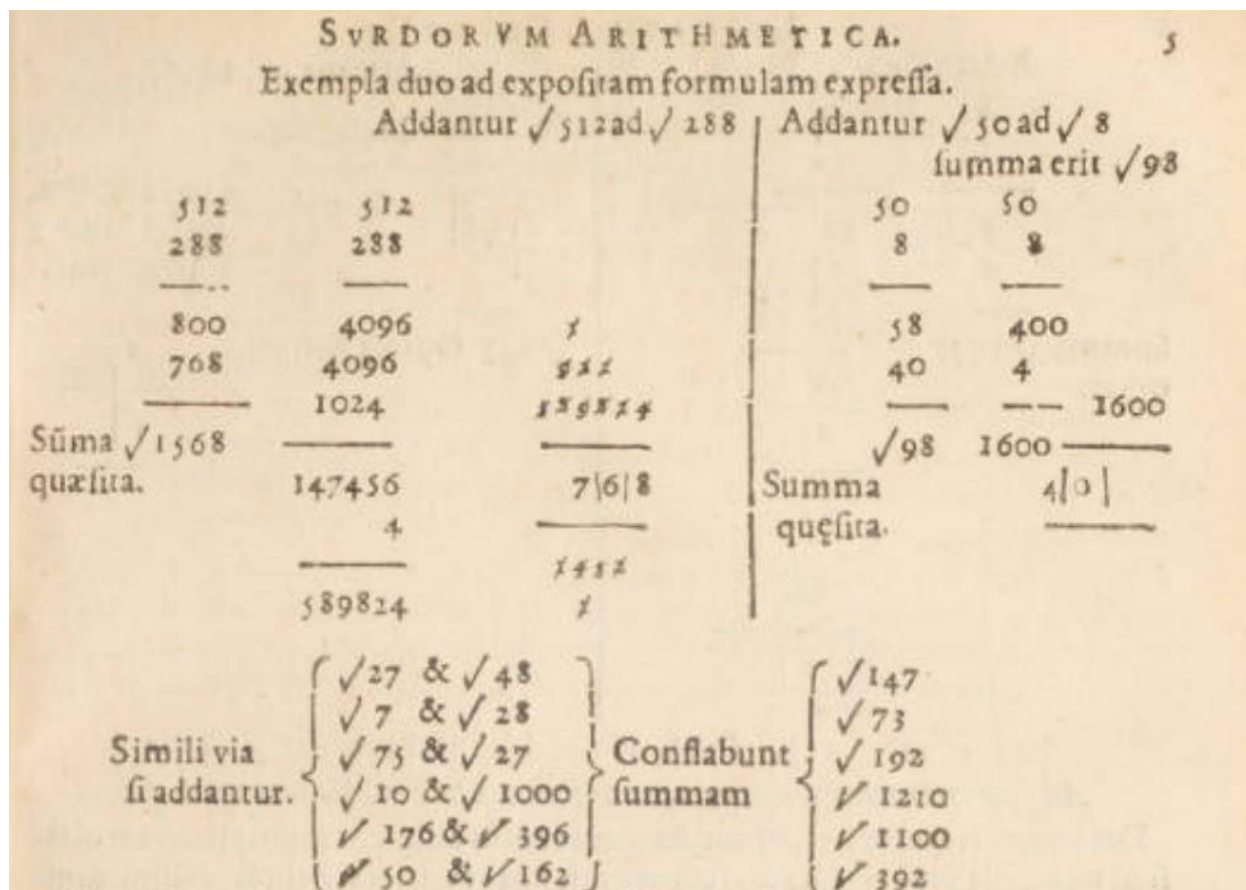 SVRDORVM ARITHMETICA. 5
Exempla duo ad expoſitam formulam expreſſa.
Addantur √ 512 ad √ 288
512 512
288 288
800 4096
768 4096
1024
Sūma √ 1568
quæſita. 147456 7|6|8
4
589824
Addantur √ 50 ad √ 8
ſumma erit √ 98
50 50
8 8
58 400
40 4
1600
√ 98 1600
Summa 4|0|
quęſita.
Simili via
ſi addantur.
√ 27 & √ 48
√ 7 & √ 28
√ 75 & √ 27
√ 10 & √ 1000
√ 176 & √ 396
√ 50 & √ 162
Conflabunt
ſummam
√ 147
√ 73
√ 192
√ 1210
√ 1100
√ 392